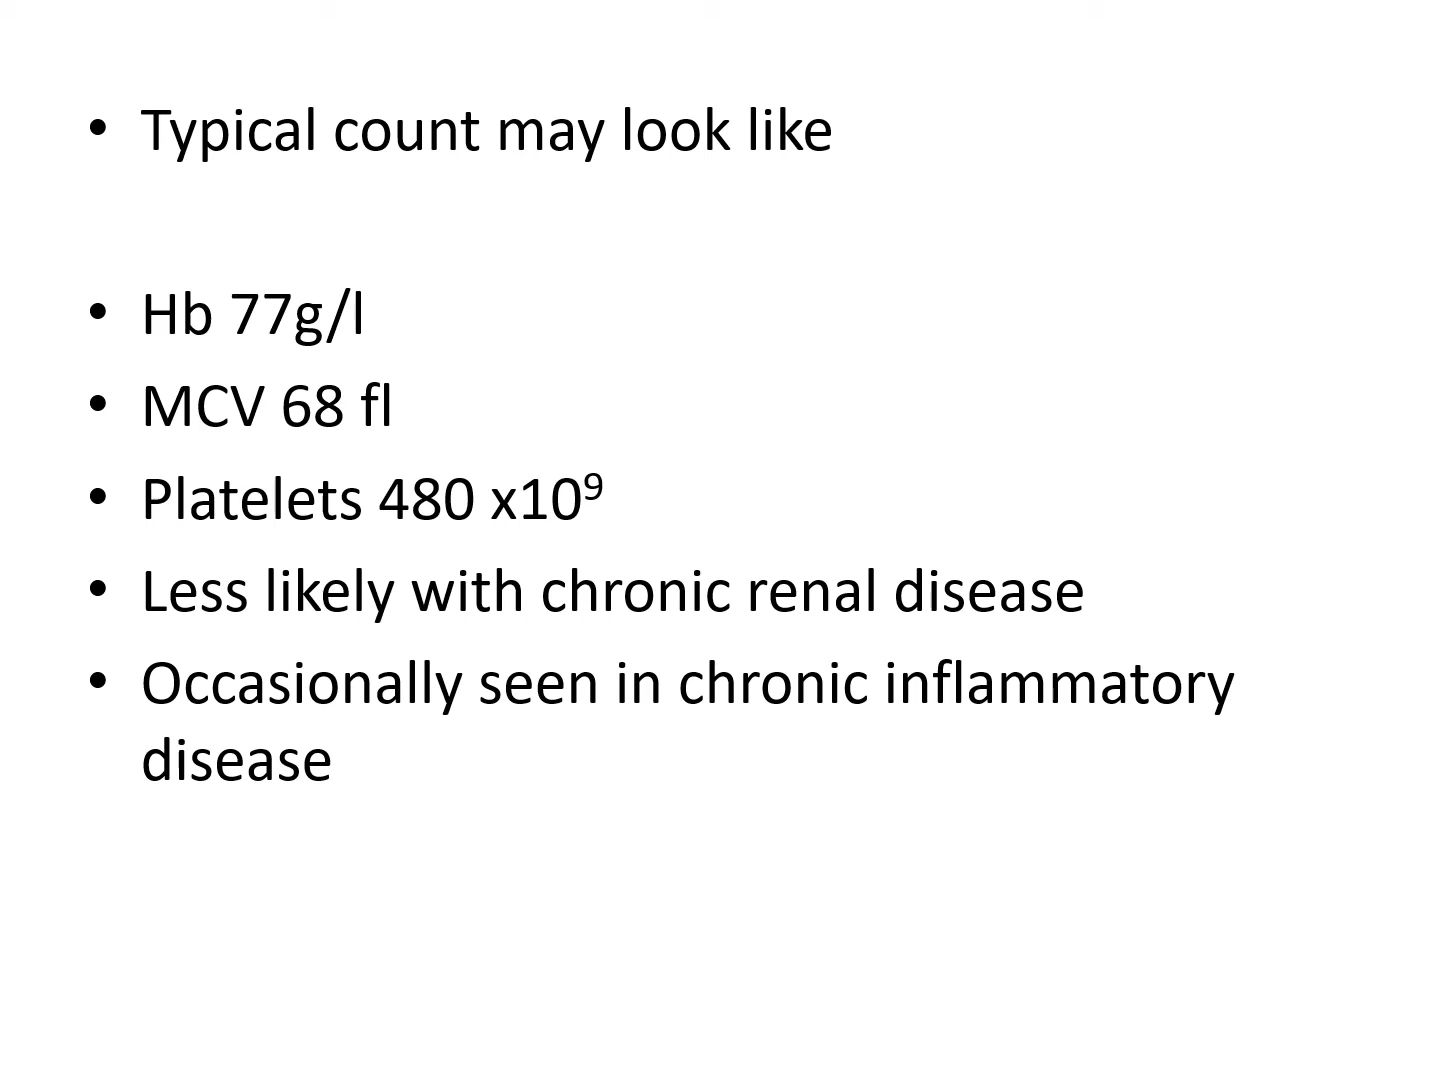 • Typical count may look like
• Hb 77g/l
• MCV 68 fl
• Platelets 480 x10⁹
• Less likely with chronic renal disease
• Occasionally seen in chronic inflammatory
disease